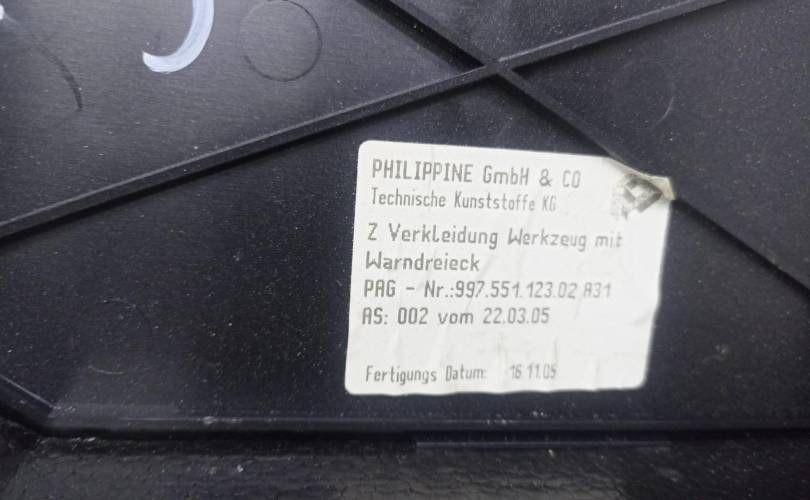 PHILIPPINE GmbH & CO
Technische Kunststoffe KG
Z Verkleidung Werkzeug mit
Warndreieck
PAG - Nr.:997.551.123.02 A31
AS: 002 vom 22.03.05
Fertigungs Datum: 16.11.05